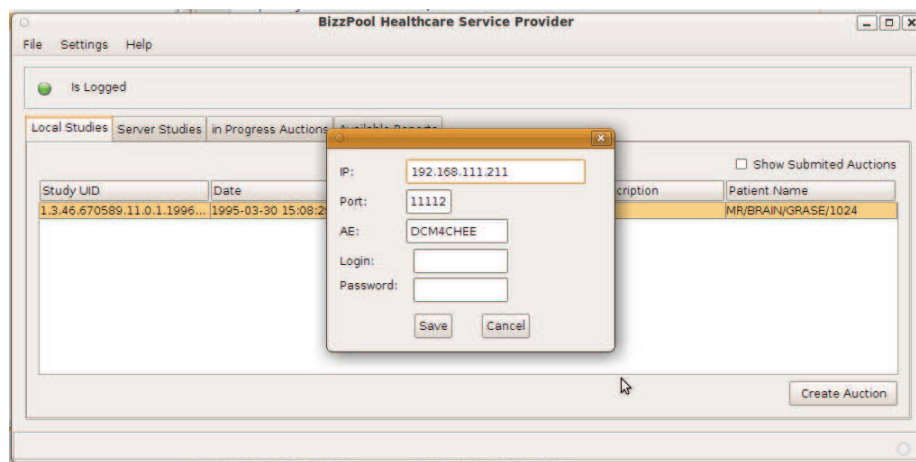 BizzPool Healthcare Service Provider
File Settings Help
Is Logged
Local Studies Server Studies in Progress Auctions Available Reports
Show Submited Auctions
Study UID Date cription Patient Name
1.3.46.670589.11.0.1.1996... 1995-03-30 15:08:2 MR/BRAIN/GRASE/1024
IP: 192.168.111.211
Port: 11112
AE: DCM4CHEE
Login:
Password:
Save Cancel
Create Auction